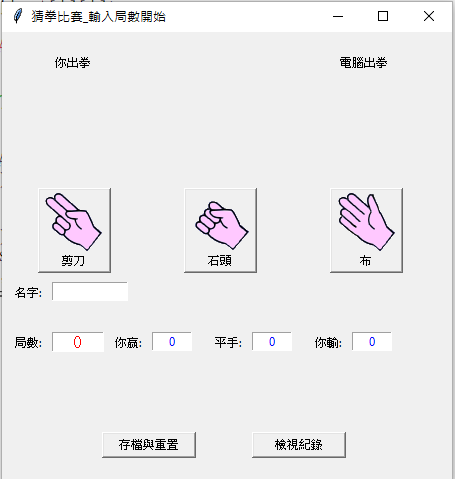 猜拳比賽_輸入局數開始
你出拳 電腦出拳
剪刀 石頭 布
名字:
局數: 0 你贏: 0 平手: 0 你輸: 0
存檔與重置 檢視紀錄